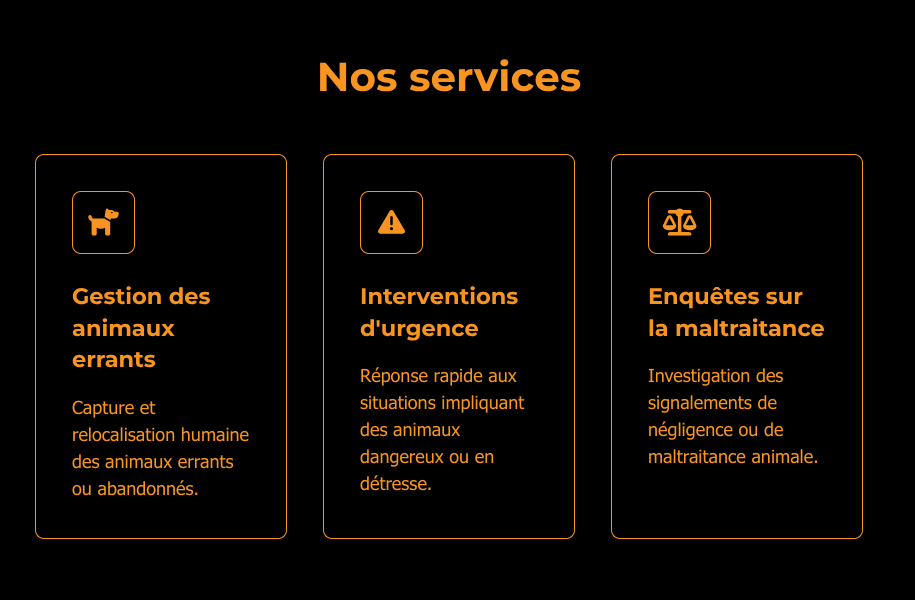 Nos services
Gestion des
animaux
errants
Capture et
relocalisation humaine
des animaux errants
ou abandonnés.
Interventions
d'urgence
Réponse rapide aux
situations impliquant
des animaux
dangereux ou en
détresse.
Enquêtes sur
la maltraitance
Investigation des
signalements de
négligence ou de
maltraitance animale.